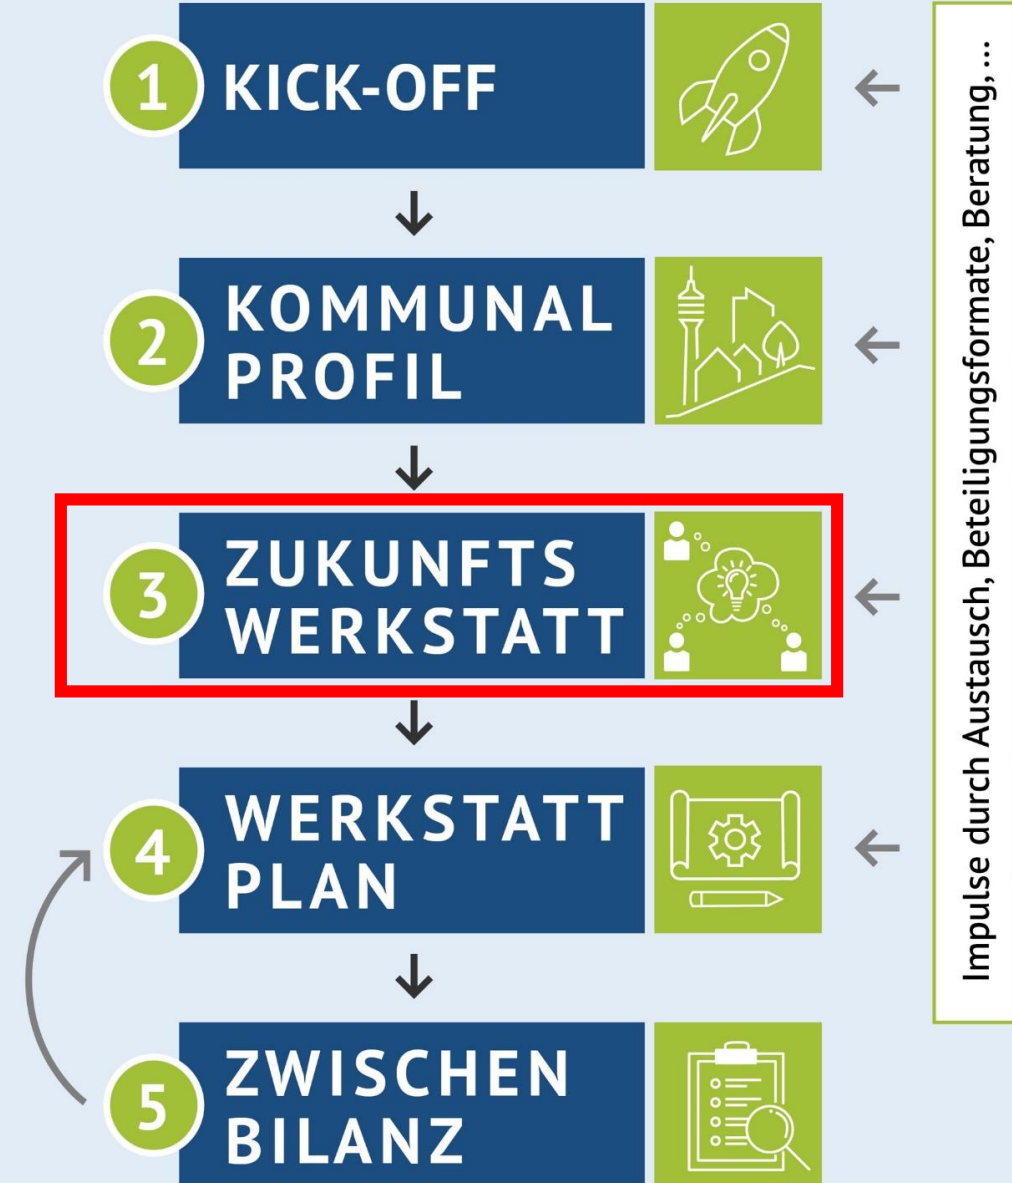 1
KICK-OFF
2
KOMMUNAL
PROFIL
3
ZUKUNFTS
WERKSTATT
4
WERKSTATT
PLAN
5
ZWISCHEN
BILANZ
Impulse durch Austausch, Beteiligungsformate, Beratung, ...